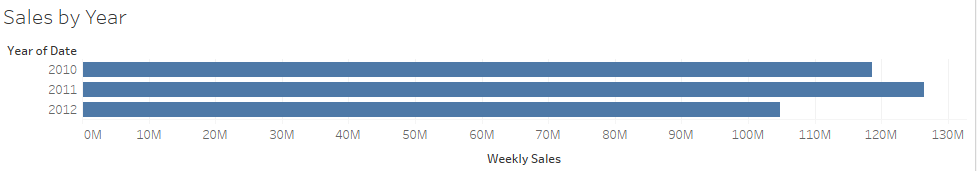 Sales by Year
Year of Date
2010
2011
2012
0M 10M 20M 30M 40M 50M 60M 70M 80M 90M 100M 110M 120M 130M
Weekly Sales